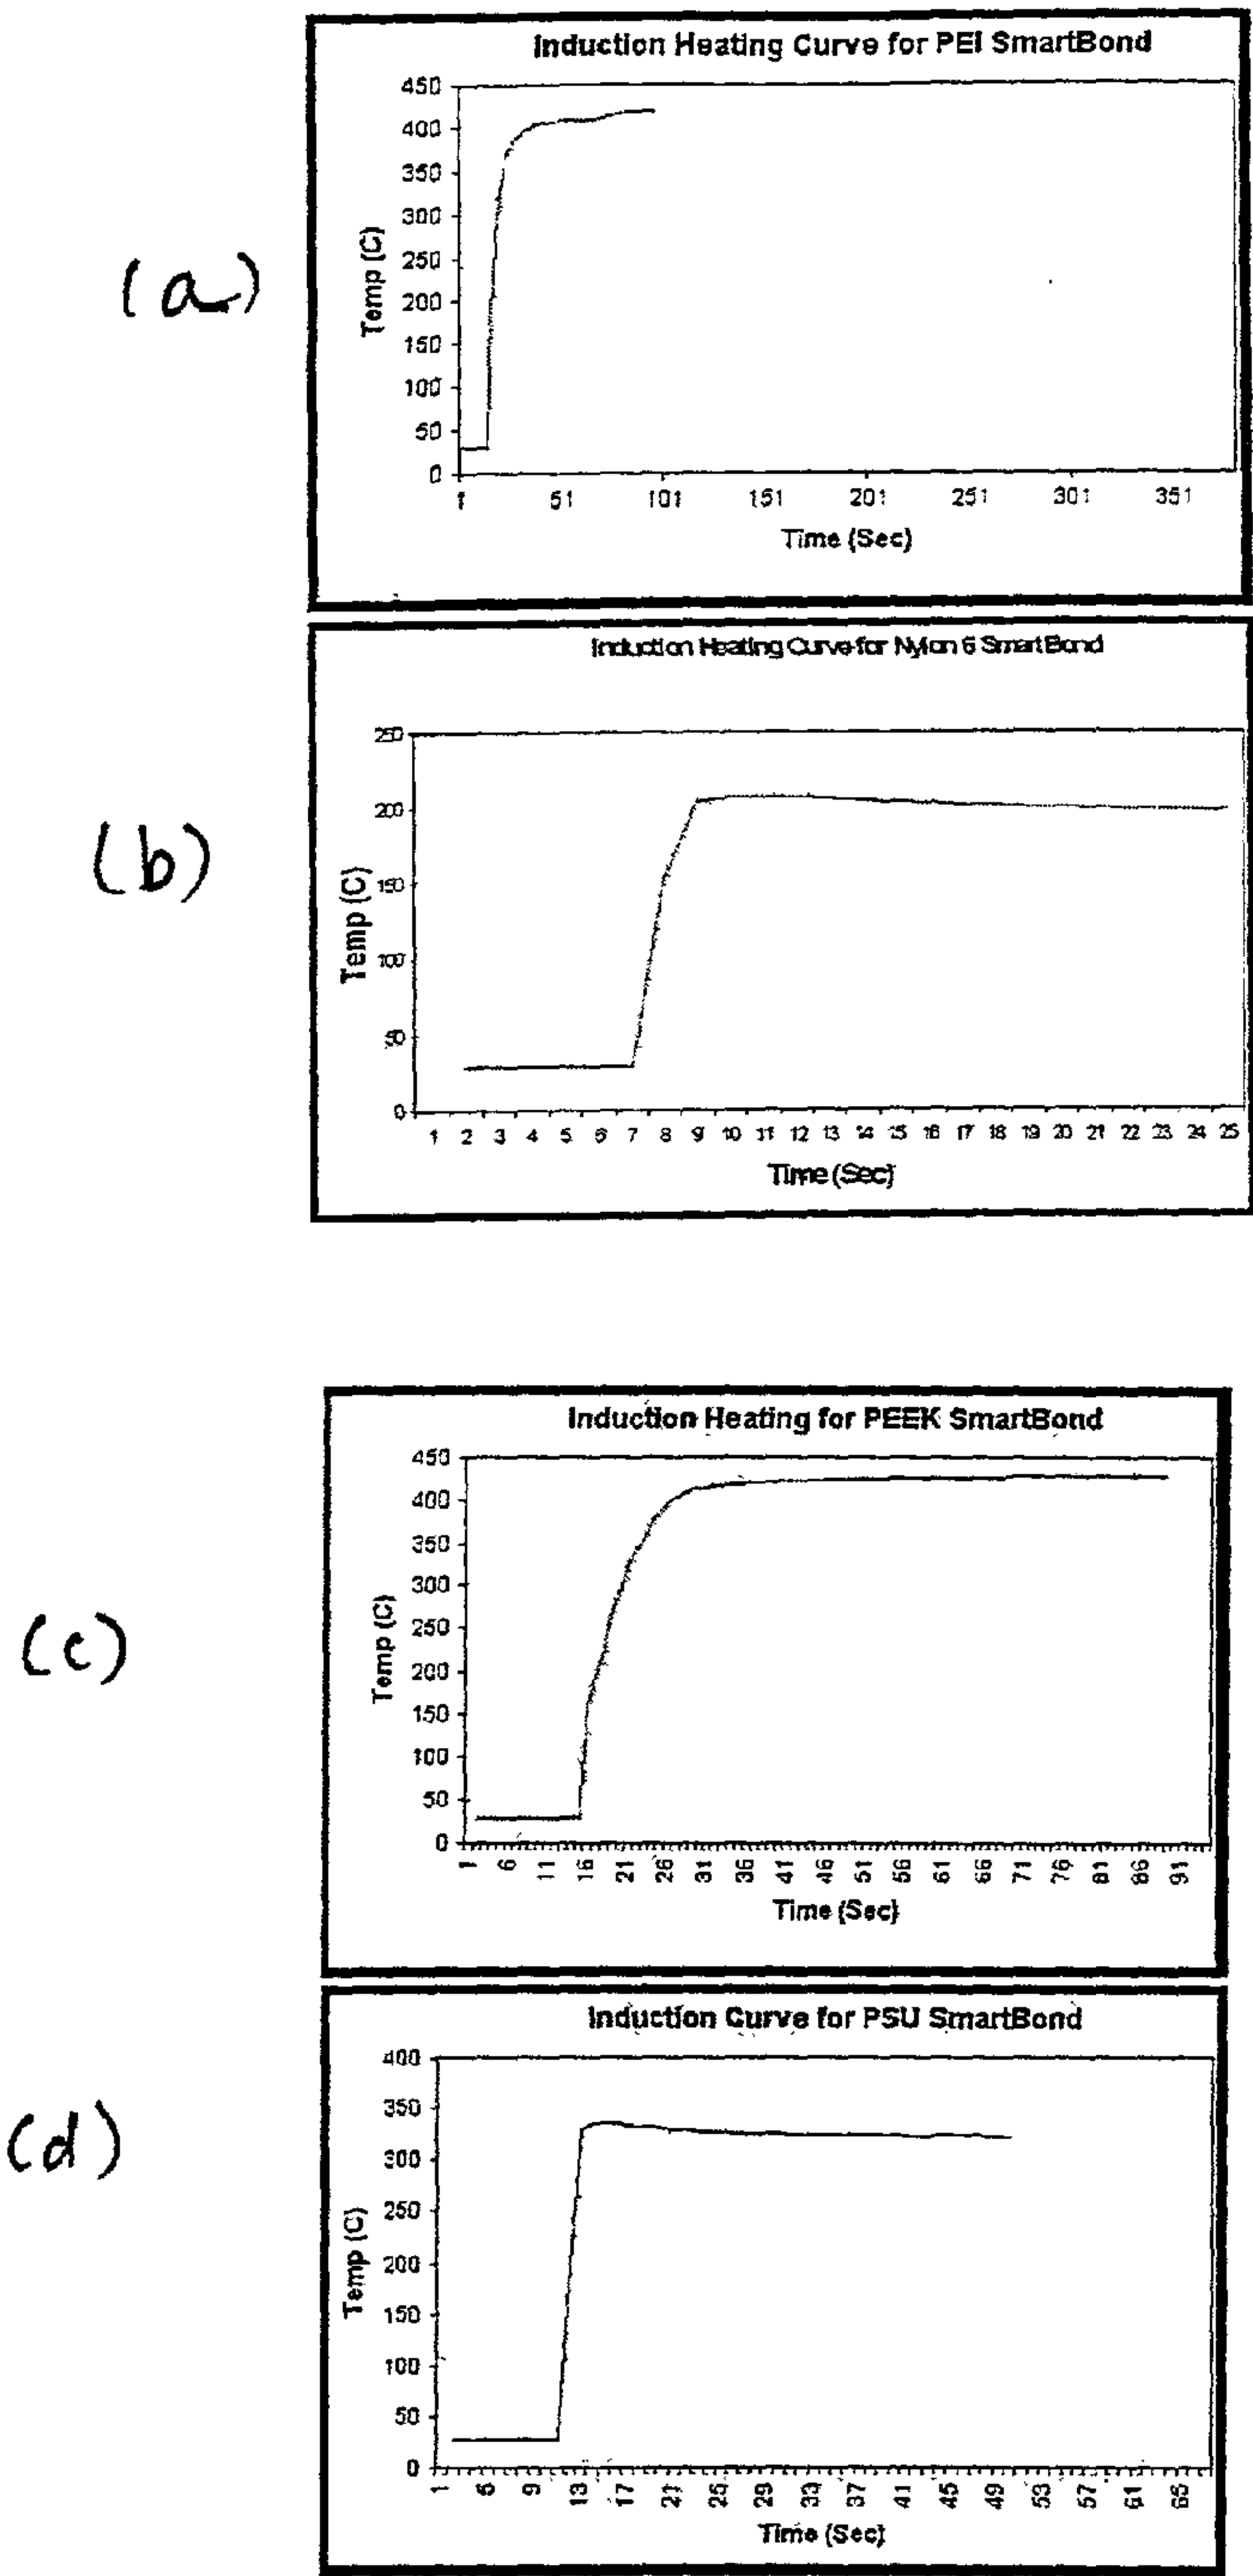 (a)
Induction Heating Curve for PEI SmartBond
450
400
350
300
250
200
150
100
50
0
Temp (C)
1 51 101 151 201 251 301 351
Time (Sec)
(b)
Induction Heating Curve for Nylon 6 SmartBond
250
200
150
100
50
0
Temp (C)
1 2 3 4 5 6 7 8 9 10 11 12 13 14 15 16 17 18 19 20 21 22 23 24 25
Time (Sec)
(c)
Induction Heating for PEEK SmartBond
450
400
350
300
250
200
150
100
50
0
Temp (C)
1 6 11 16 21 26 31 36 41 46 51 56 61 66 71 76 81 86 91
Time (Sec)
(d)
Induction Curve for PSU SmartBond
400
350
300
250
200
150
100
50
0
Temp (C)
1 5 9 13 17 21 25 29 33 37 41 45 49 53 57 61 65
Time (Sec)